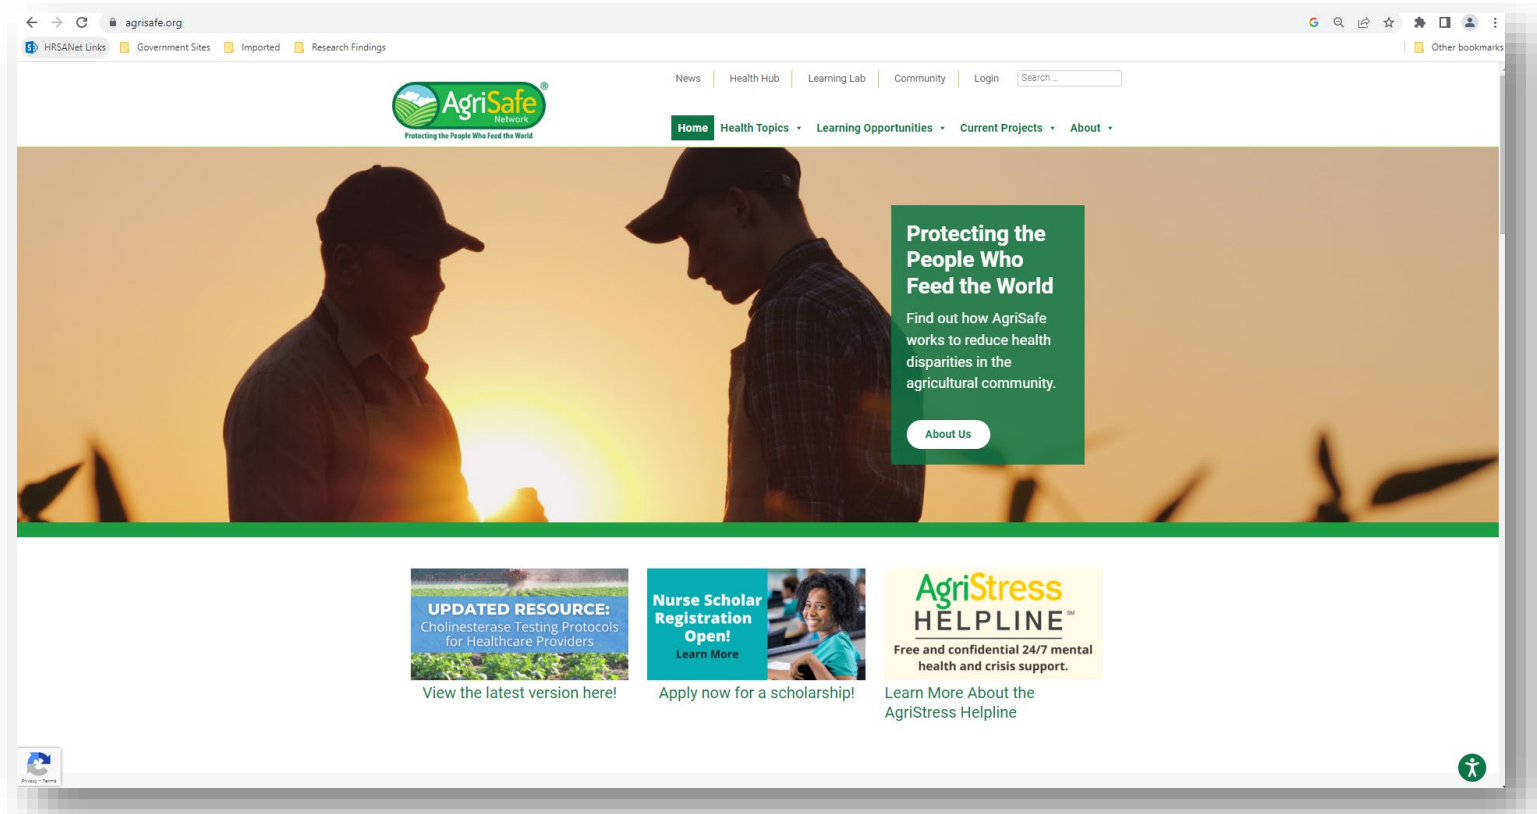 agrisafe.org
HRSANet Links Government Sites Imported Research Findings Other bookmarks
News Health Hub Learning Lab Community Login Search ...
AgriSafe®
Network
Protecting the People Who Feed the World
Home Health Topics Learning Opportunities Current Projects About
Protecting the
People Who
Feed the World
Find out how AgriSafe
works to reduce health
disparities in the
agricultural community.
About Us
UPDATED RESOURCE:
Cholinesterase Testing Protocols
for Healthcare Providers
View the latest version here!
Nurse Scholar
Registration
Open!
Learn More
Apply now for a scholarship!
AgriStress
HELPLINE℠
Free and confidential 24/7 mental
health and crisis support.
Learn More About the
AgriStress Helpline
Privacy - Terms